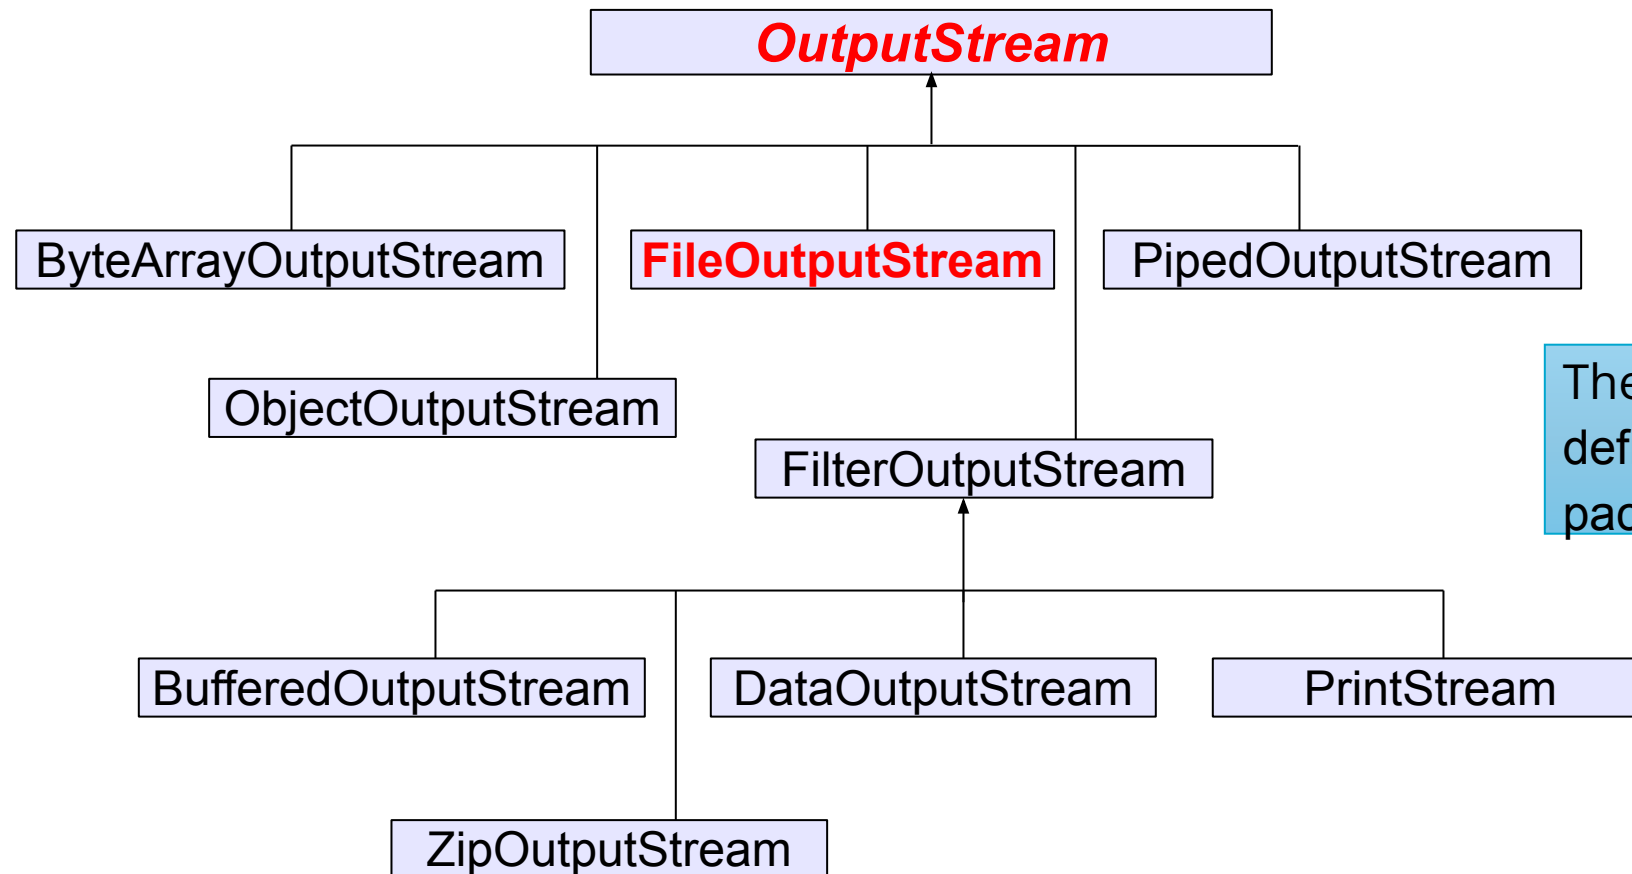 OutputStream
ByteArrayOutputStream
FileOutputStream
PipedOutputStream
ObjectOutputStream
FilterOutputStream
BufferedOutputStream
DataOutputStream
PrintStream
ZipOutputStream